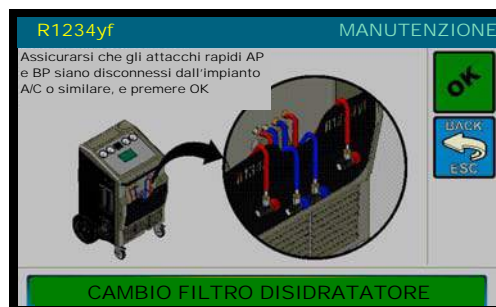 R1234yf
MANUTENZIONE
Assicurarsi che gli attacchi rapidi AP
e BP siano disconnessi dall'impianto
A/C o similare, e premere OK
OK
BACK
ESC
CAMBIO FILTRO DISIDRATATORE